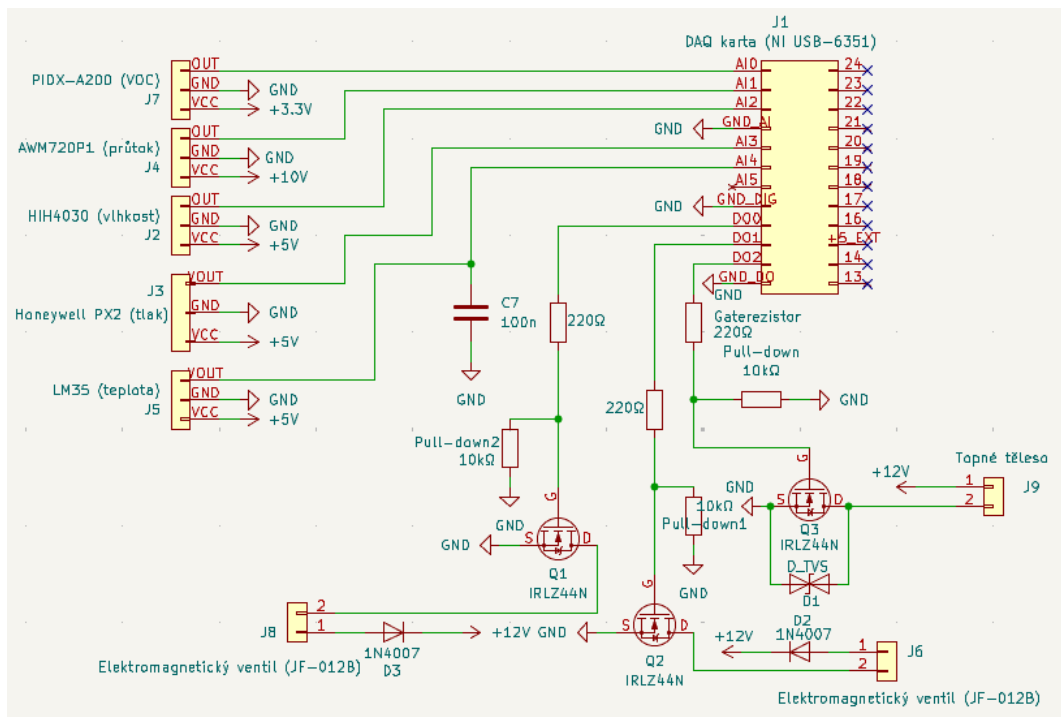 J1
DAQ karta (NI USB-6351)
PIDX-A200 (VOC)
J7
OUT
GND
VCC
GND
+3.3V
AWM720P1 (průtok)
J4
OUT
GND
VCC
GND
+10V
HIH4030 (vlhkost)
J2
OUT
GND
VCC
GND
+5V
J3
Honeywell PX2 (tlak)
VOUT
GND
VCC
GND
+5V
LM35 (teplota)
J5
VOUT
GND
VCC
GND
+5V
AI0
AI1
AI2
GND GND_AI
AI3
AI4
AI5
GND GND_DIG
DO0
DO1
DO2
GND_DO
GND
24
23
22
21
20
19
18
17
16
+5_EXT
14
13
C7
100n
GND
220Ω
Gaterezistor
220Ω
Pull-down
10kΩ
GND
220Ω
Pull-down2
10kΩ
GND
10kΩ
Pull-down1
GND
GND
S
G
D
Q1
IRLZ44N
GND
S
G
D
Q3
IRLZ44N
D_TVS
D1
+12V
Topné těleso
1
2
J9
J8
2
1
1N4007
D3
+12V
Elektromagnetický ventil (JF-012B)
GND
S
G
D
Q2
IRLZ44N
D2
1N4007
+12V
1
2
J6
Elektromagnetický ventil (JF-012B)